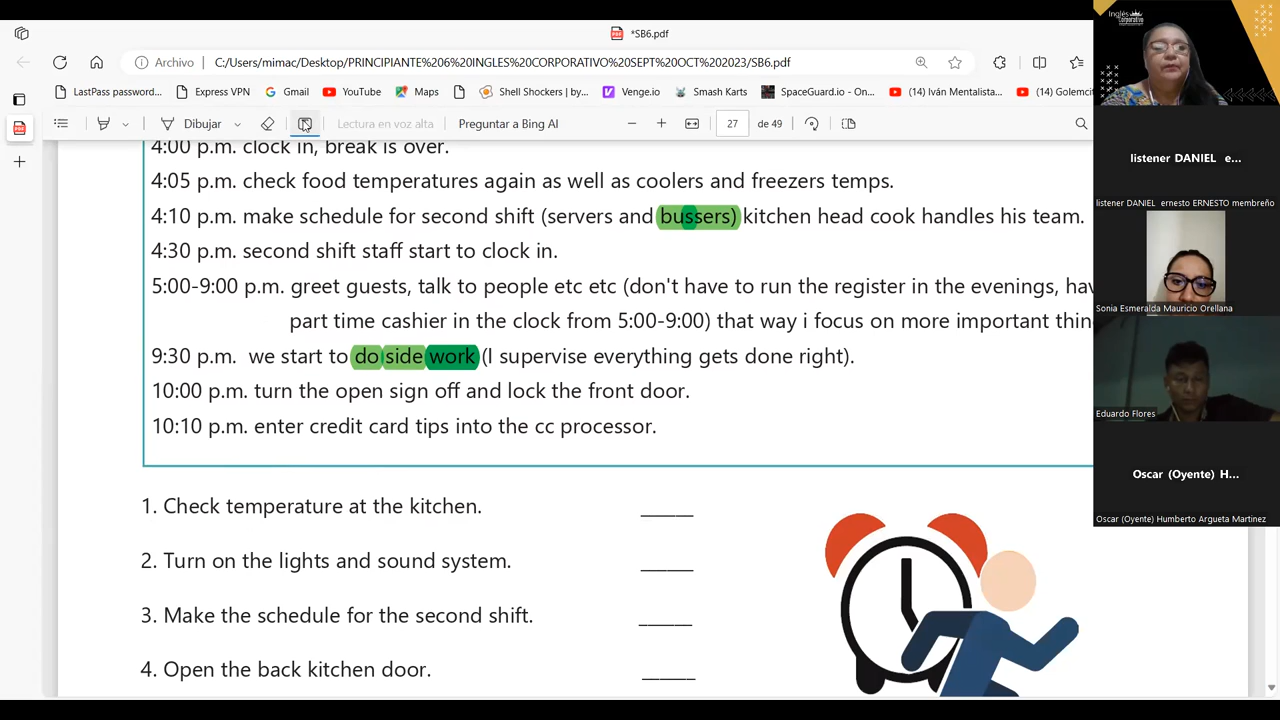 *SB6.pdf
Archivo C:/Users/mimac/Desktop/PRINCIPIANTE%206%20INGLES%20CORPORATIVO%20SEPT%20OCT%202023/SB6.pdf
LastPass password... Express VPN Gmail YouTube Maps Shell Shockers | by... Venge.io Smash Karts SpaceGuard.io - On... (14) Iván Mentalista... (14) Golemcit
Dibujar Lectura en voz alta Preguntar a Bing AI 27 de 49
4:00 p.m. clock in, break is over.
4:05 p.m. check food temperatures again as well as coolers and freezers temps.
4:10 p.m. make schedule for second shift (servers and bussers) kitchen head cook handles his team.
4:30 p.m. second shift staff start to clock in.
5:00-9:00 p.m. greet guests, talk to people etc etc (don't have to run the register in the evenings, hav
part time cashier in the clock from 5:00-9:00) that way i focus on more important thin
9:30 p.m. we start to do side work (I supervise everything gets done right).
10:00 p.m. turn the open sign off and lock the front door.
10:10 p.m. enter credit card tips into the cc processor.
1. Check temperature at the kitchen. _____
2. Turn on the lights and sound system. _____
3. Make the schedule for the second shift. _____
4. Open the back kitchen door. _____
Inglés
Corporativo
listener DANIEL e...
listener DANIEL ernesto ERNESTO membreño
Sonia Esmeralda Mauricio Orellana
Eduardo Flores
Oscar (Oyente) H...
Oscar (Oyente) Humberto Argueta Martinez